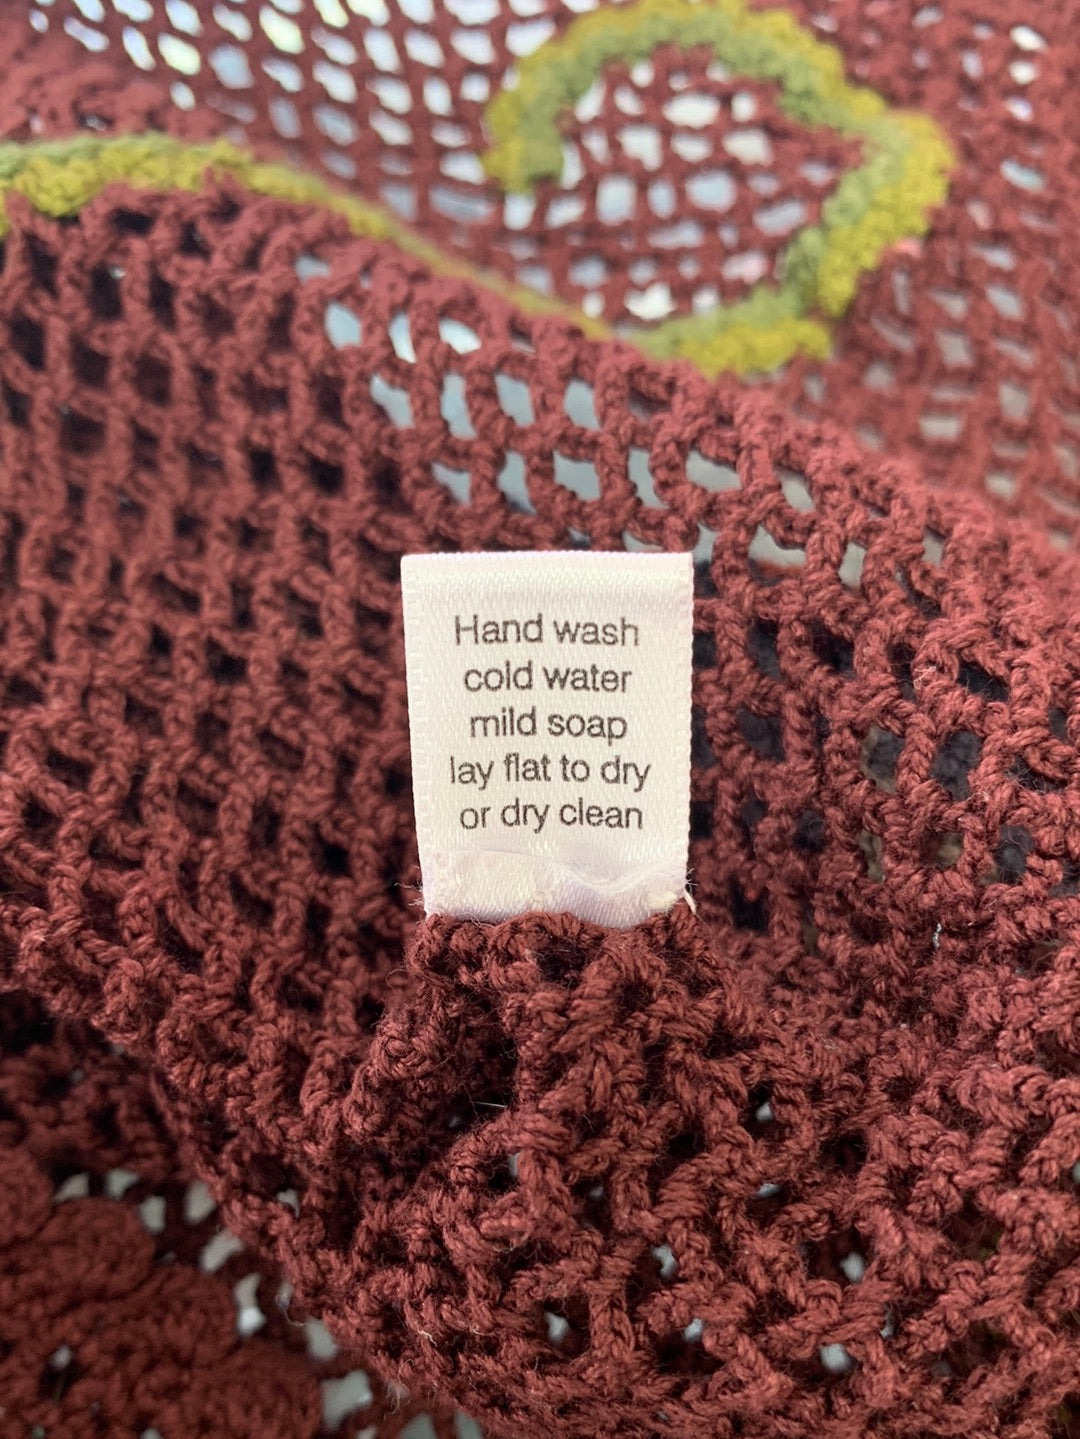 Hand wash
cold water
mild soap
lay flat to dry
or dry clean